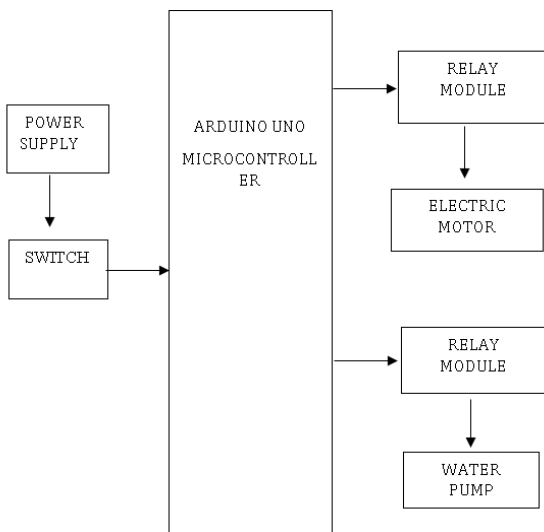 POWER
SUPPLY
SWITCH
ARDUINO UNO
MICROCONTROLL
ER
RELAY
MODULE
ELECTRIC
MOTOR
RELAY
MODULE
WATER
PUMP